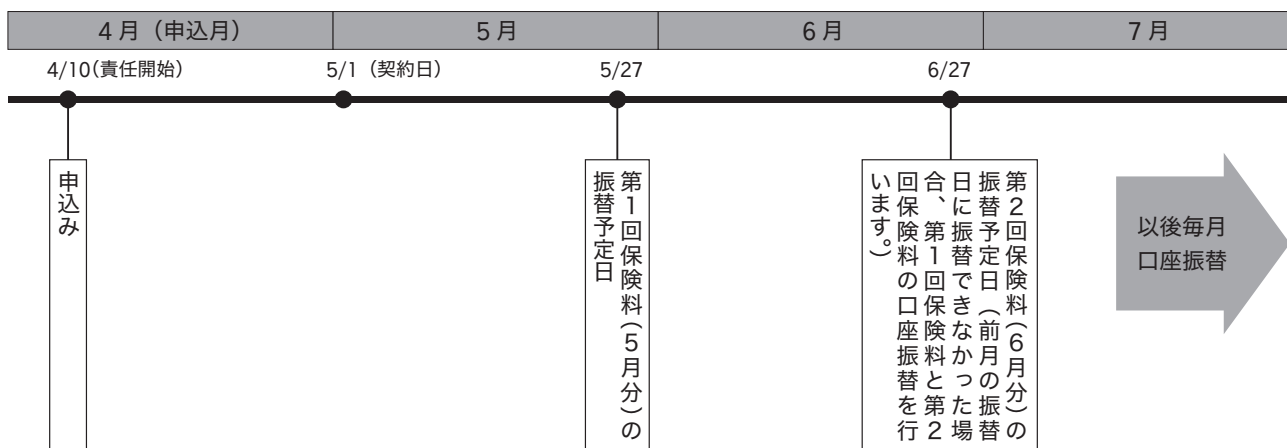 4月（申込月）
5月
6月
7月
4/10(責任開始)
5/1（契約日）
5/27
6/27
申込み
第1回保険料(5月分)の
振替予定日
第2回保険料(6月分)の
振替予定日（前月の振替
日に振替できなかった場
合、第1回保険料と第2
回保険料の口座振替を行
います。）
以後毎月
口座振替